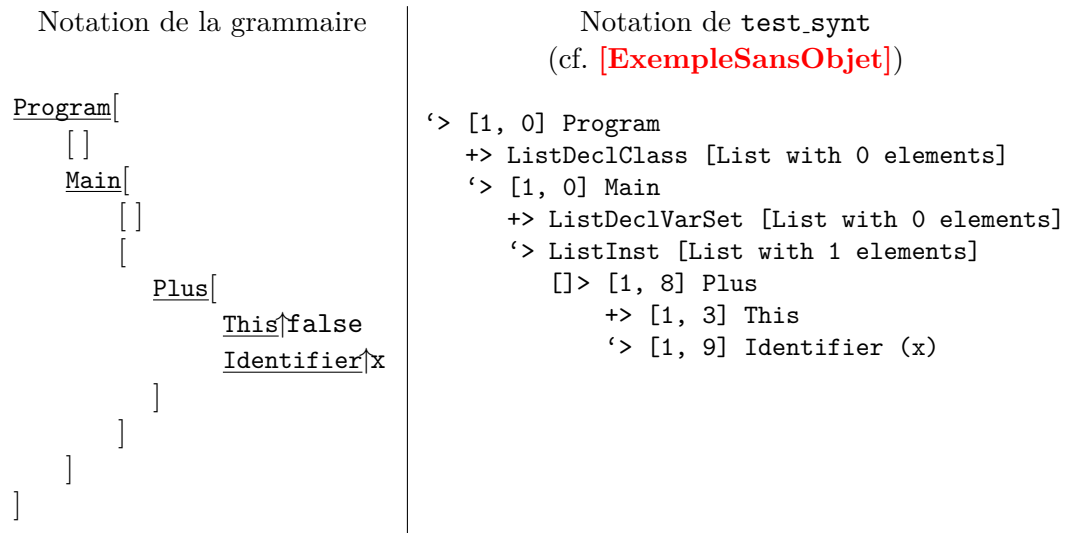 Notation de la grammaire
Program[
[ ]
Main[
[ ]
[
Plus[
This↑false
Identifier↑x
]
]
]
]
Notation de test_synt
(cf. [ExempleSansObjet])
‘> [1, 0] Program
+> ListDeclClass [List with 0 elements]
‘> [1, 0] Main
+> ListDeclVarSet [List with 0 elements]
‘> ListInst [List with 1 elements]
[]> [1, 8] Plus
+> [1, 3] This
‘> [1, 9] Identifier (x)